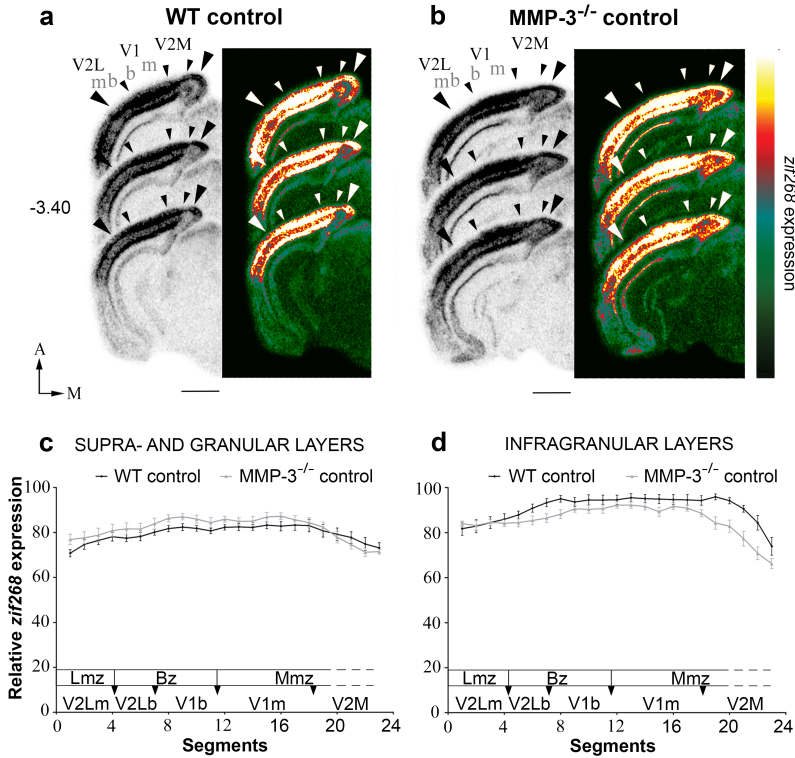 a WT control
b MMP-3⁻/⁻ control
V2L V1 V2M
mb b m
V2L V1 V2M
mb b m
-3.40
A
M
zif268 expression
c SUPRA- AND GRANULAR LAYERS
WT control MMP-3⁻/⁻ control
Relative zif268 expression
100
80
60
40
20
0
Lmz Bz Mmz
V2Lm V2Lb V1b V1m V2M
0 4 8 12 16 20 24
Segments
d INFRAGRANULAR LAYERS
WT control MMP-3⁻/⁻ control
100
80
60
40
20
0
Lmz Bz Mmz
V2Lm V2Lb V1b V1m V2M
0 4 8 12 16 20 24
Segments